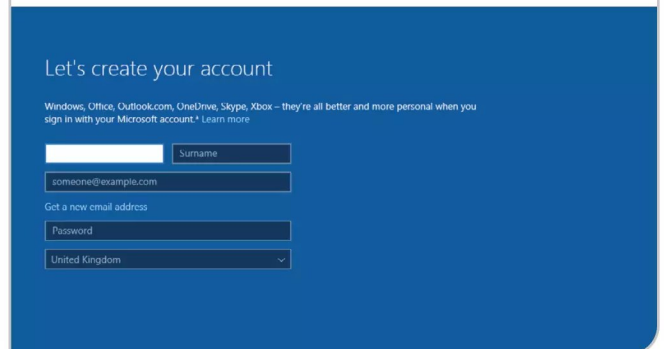 Let's create your account
Windows, Office, Outlook.com, OneDrive, Skype, Xbox – they're all better and more personal when you
sign in with your Microsoft account.* Learn more
Surname
someone@example.com
Get a new email address
Password
United Kingdom